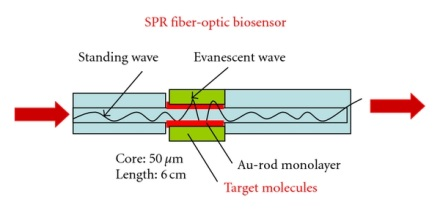 SPR fiber-optic biosensor
Standing wave
Evanescent wave
Core: 50 μm
Length: 6 cm
Au-rod monolayer
Target molecules